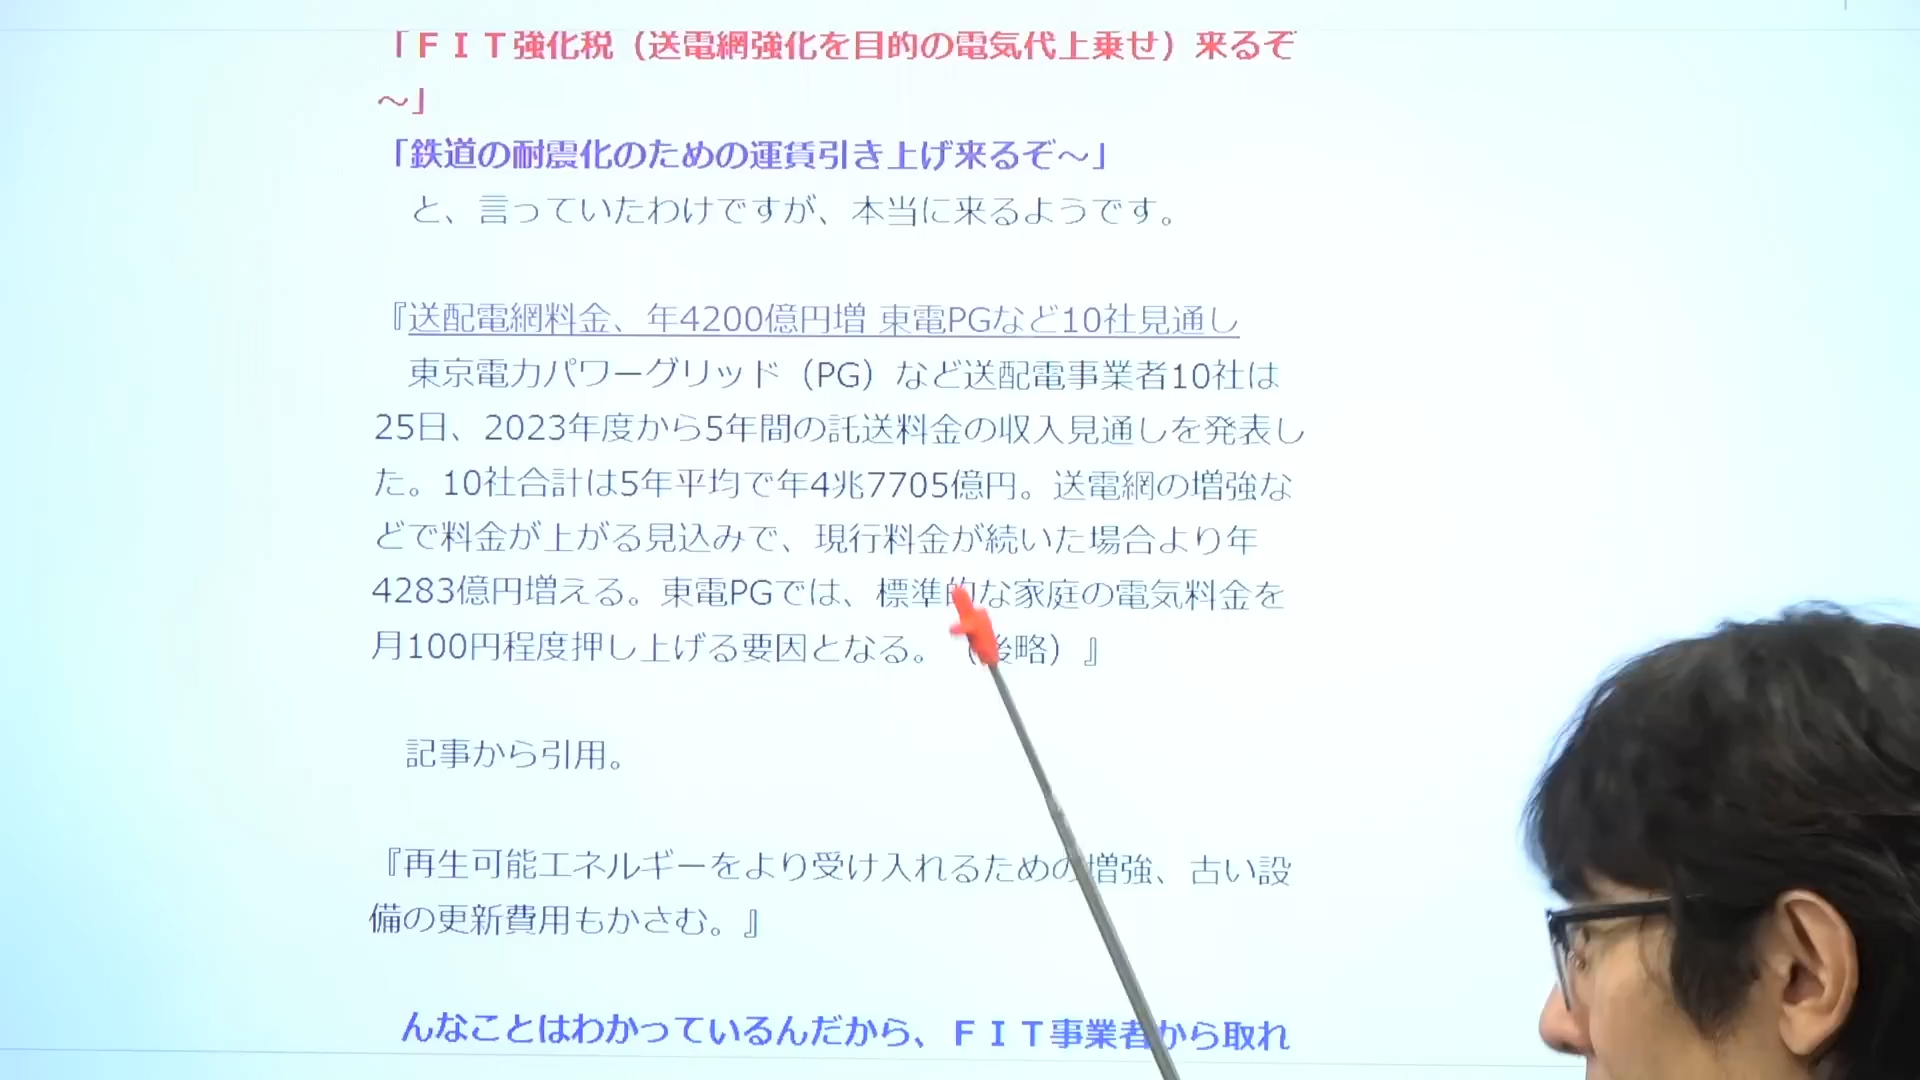 「ＦＩＴ強化税（送電網強化を目的の電気代上乗せ）来るぞ
～」
「鉄道の耐震化のための運賃引き上げ来るぞ～」
と、言っていたわけですが、本当に来るようです。
『送配電網料金、年4200億円増 東電PGなど10社見通し
東京電力パワーグリッド（PG）など送配電事業者10社は
25日、2023年度から5年間の託送料金の収入見通しを発表し
た。10社合計は5年平均で年4兆7705億円。送電網の増強な
どで料金が上がる見込みで、現行料金が続いた場合より年
4283億円増える。東電PGでは、標準的な家庭の電気料金を
月100円程度押し上げる要因となる。（後略）』
記事から引用。
『再生可能エネルギーをより受け入れるための増強、古い設
備の更新費用もかさむ。』
んなことはわかっているんだから、ＦＩＴ事業者から取れ